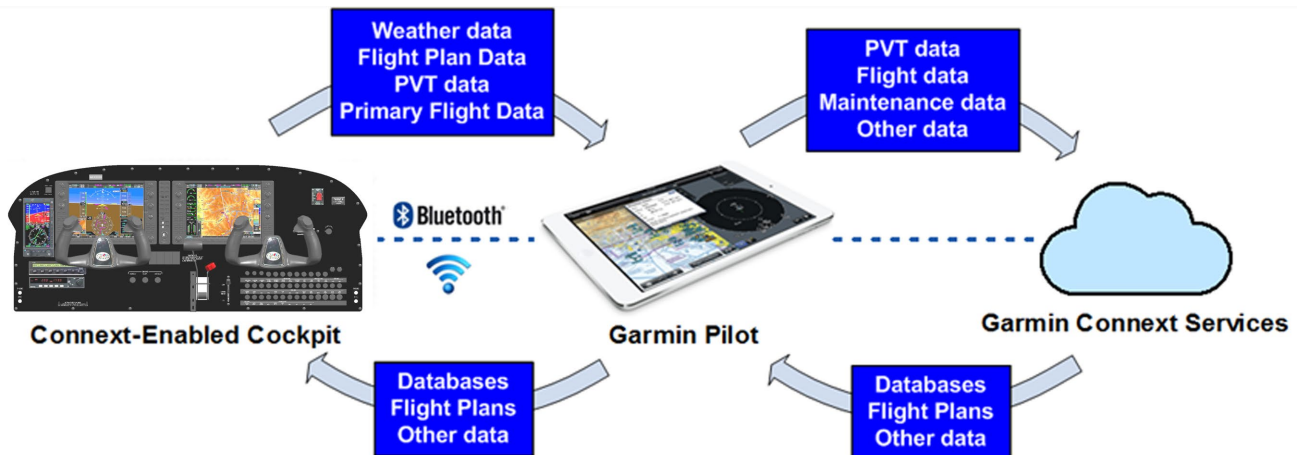 Weather data
Flight Plan Data
PVT data
Primary Flight Data
PVT data
Flight data
Maintenance data
Other data
Bluetooth®
Connext-Enabled Cockpit
Garmin Pilot
Garmin Connext Services
Databases
Flight Plans
Other data
Databases
Flight Plans
Other data